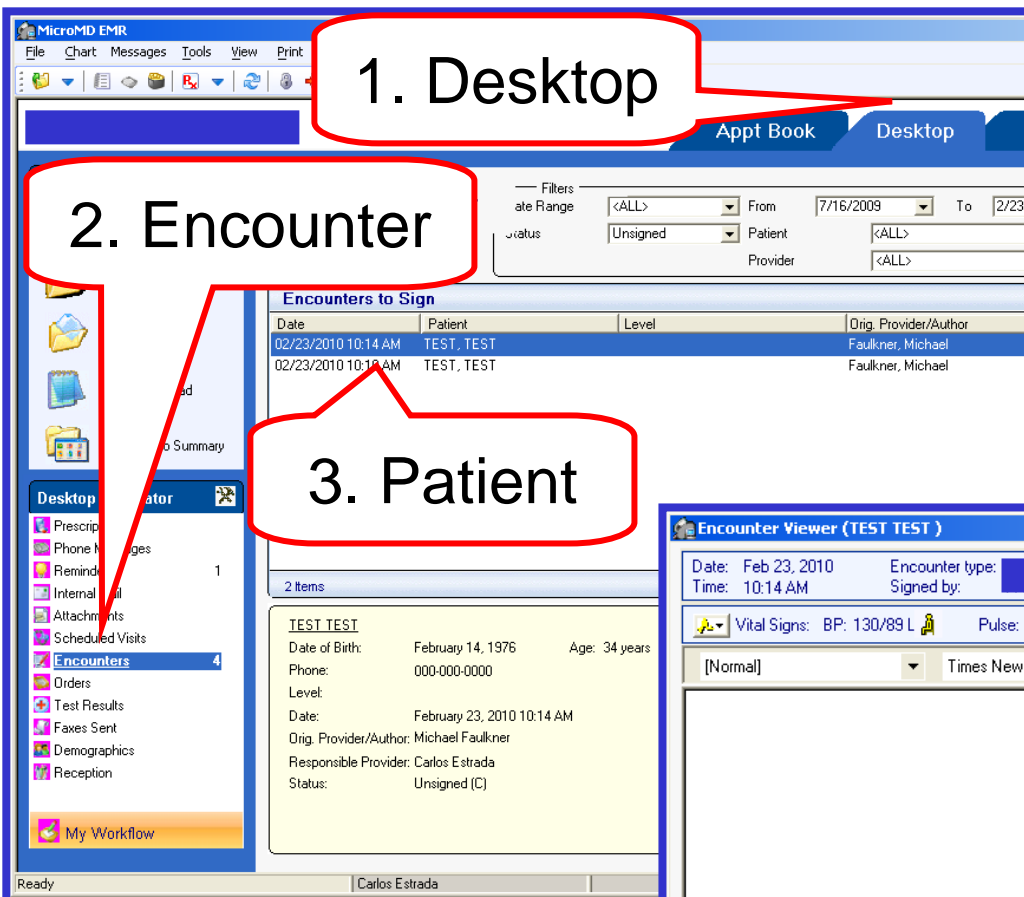 MicroMD EMR
File Chart Messages Tools View Print
1. Desktop
Appt Book Desktop
2. Encounter
Filters
ate Range <ALL> From 7/16/2009 To 2/23
Unsigned Patient <ALL>
Provider <ALL>
Encounters to Sign
Date Patient Level Orig. Provider/Author
02/23/2010 10:14 AM TEST, TEST Faulkner, Michael
02/23/2010 AM TEST, TEST Faulkner, Michael
ad
Summary
3. Patient
Desktop ator
Prescrip
Phone M ges
Reminde 1
Internal il
Attachm nts
Scheduled Visits
Encounters 4
Orders
Test Results
Faxes Sent
Demographics
Reception
My Workflow
2 Items
TEST TEST
Date of Birth: February 14, 1976 Age: 34 years
Phone: 000-000-0000
Level:
Date: February 23, 2010 10:14 AM
Orig. Provider/Author: Michael Faulkner
Responsible Provider: Carlos Estrada
Status: Unsigned (C)
Encounter Viewer (TEST TEST )
Date: Feb 23, 2010 Encounter type:
Time: 10:14 AM Signed by:
Vital Signs: BP: 130/89 L Pulse:
[Normal] Times New
Ready Carlos Estrada